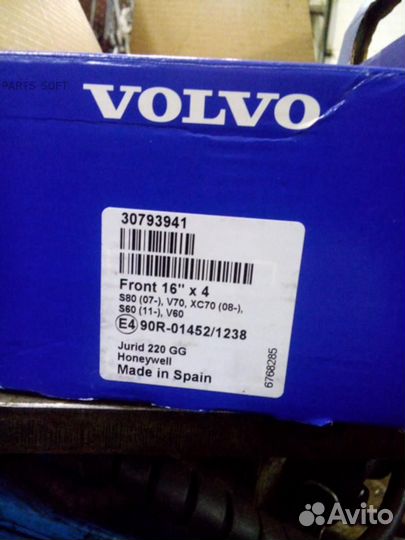 PARTS SOFT
VOLVO
30793941
Front 16" x 4
S80 (07-), V70, XC70 (08-),
S60 (11-), V60
E4 90R-01452/1238
Jurid 220 GG
Honeywell
Made in Spain
6768285
Avito